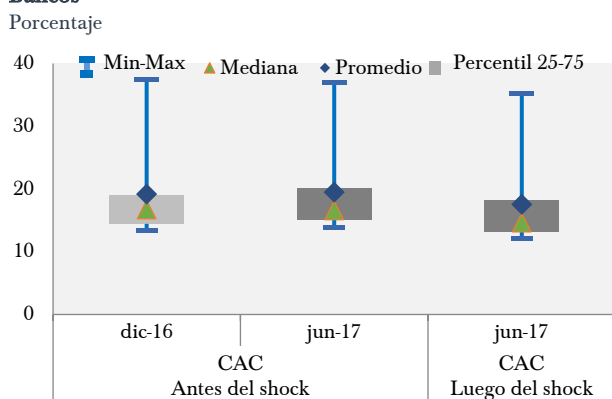 Bancos
Porcentaje
Min-Max Mediana Promedio Percentil 25-75
40
30
20
10
0
dic-16 jun-17 jun-17
CAC CAC
Antes del shock Luego del shock